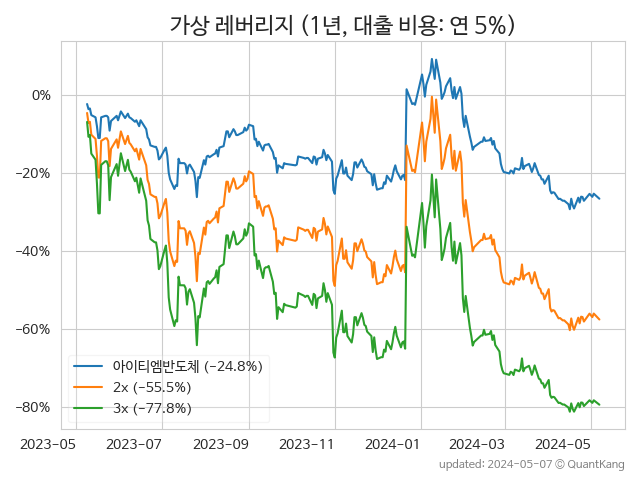 가상 레버리지 (1년, 대출 비용: 연 5%)
0%
−20%
−40%
−60%
−80%
아이티엠반도체 (−24.8%)
2x (−55.5%)
3x (−77.8%)
2023−05 2023−07 2023−09 2023−11 2024−01 2024−03 2024−05
updated: 2024−05−07 © QuantKang